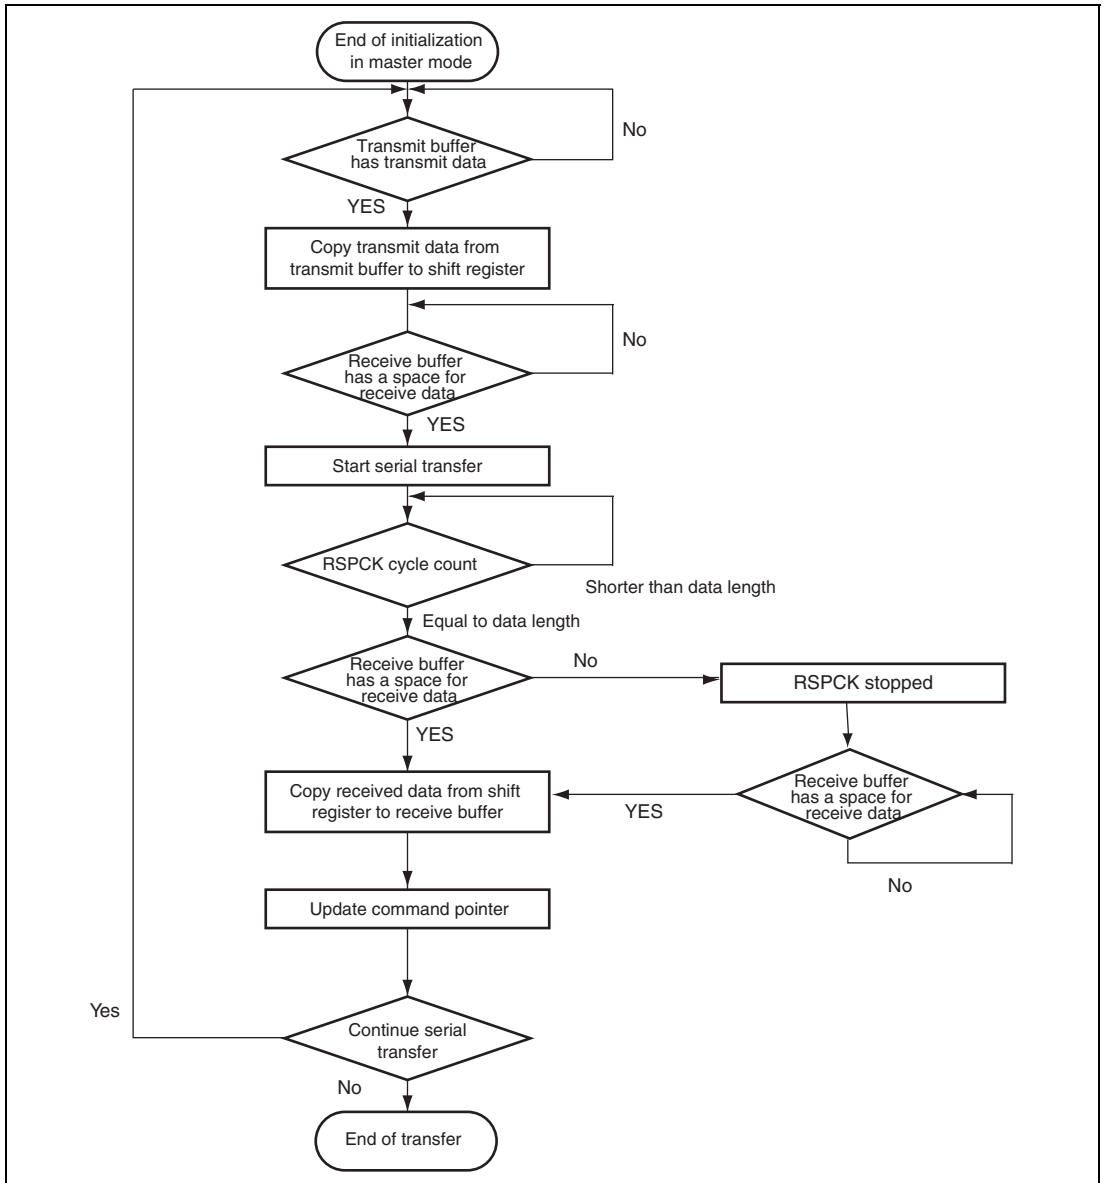 End of initialization
in master mode
No
Transmit buffer
has transmit data
YES
Copy transmit data from
transmit buffer to shift register
No
Receive buffer
has a space for
receive data
YES
Start serial transfer
RSPCK cycle count
Shorter than data length
Equal to data length
Receive buffer
has a space for
receive data
No
RSPCK stopped
YES
Copy received data from shift
register to receive buffer
YES
Receive buffer
has a space for
receive data
No
Update command pointer
Yes
Continue serial
transfer
No
End of transfer